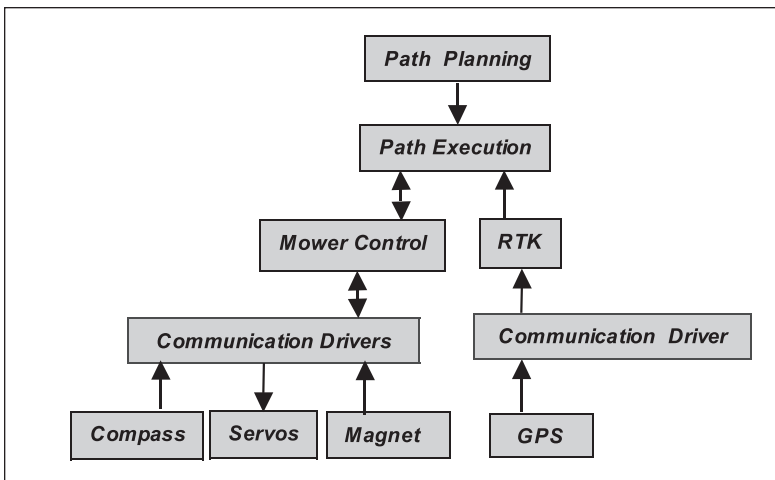 Path Planning
Path Execution
Mower Control
RTK
Communication Drivers
Communication Driver
Compass
Servos
Magnet
GPS